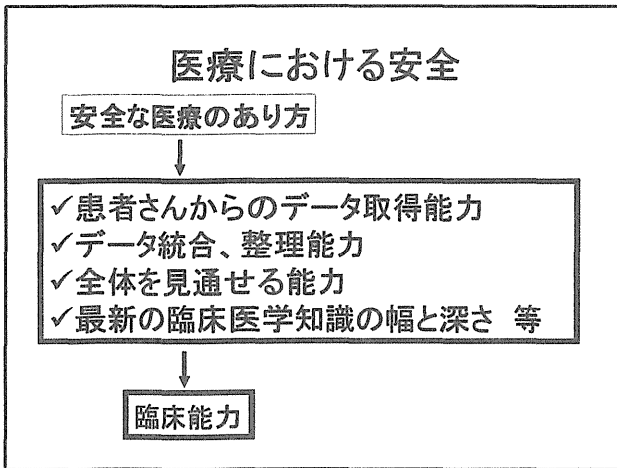 医療における安全
安全な医療のあり方
✓患者さんからのデータ取得能力
✓データ統合、整理能力
✓全体を見通せる能力
✓最新の臨床医学知識の幅と深さ 等
臨床能力